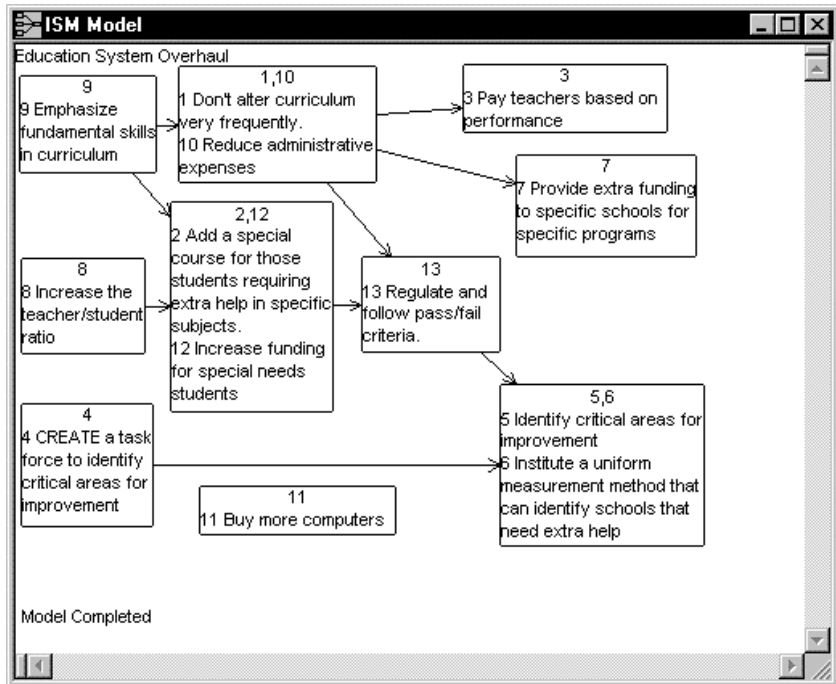 ISM Model
Education System Overhaul
9
9 Emphasize
fundamental skills
in curriculum
1,10
1 Don't alter curriculum
very frequently.
10 Reduce administrative
expenses
3
3 Pay teachers based on
performance
7
7 Provide extra funding
to specific schools for
specific programs
2,12
2 Add a special
course for those
students requiring
extra help in specific
subjects.
12 Increase funding
for special needs
students
8
8 Increase the
teacher/student
ratio
13
13 Regulate and
follow pass/fail
criteria.
4
4 CREATE a task
force to identify
critical areas for
improvement
5,6
5 Identify critical areas for
improvement
6 Institute a uniform
measurement method that
can identify schools that
need extra help
11
11 Buy more computers
Model Completed